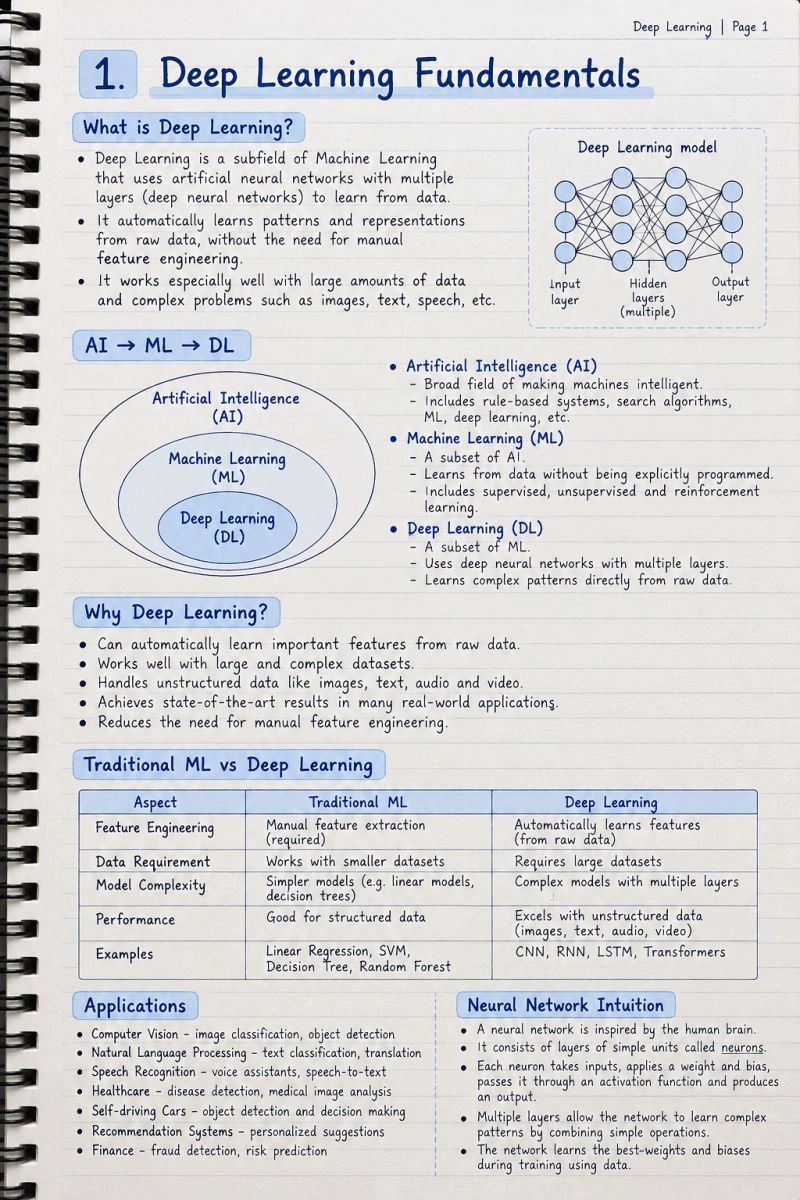 Deep Learning | Page 1
1. Deep Learning Fundamentals
What is Deep Learning?
• Deep Learning is a subfield of Machine Learning
that uses artificial neural networks with multiple
layers (deep neural networks) to learn from data.
• It automatically learns patterns and representations
from raw data, without the need for manual
feature engineering.
• It works especially well with large amounts of data
and complex problems such as images, text, speech, etc.
Deep Learning model
Input
layer
Hidden
layers
(multiple)
Output
layer
AI → ML → DL
Artificial Intelligence
(AI)
Machine Learning
(ML)
Deep Learning
(DL)
• Artificial Intelligence (AI)
- Broad field of making machines intelligent.
- Includes rule-based systems, search algorithms,
ML, deep learning, etc.
• Machine Learning (ML)
- A subset of AI.
- Learns from data without being explicitly programmed.
- Includes supervised, unsupervised and reinforcement
learning.
• Deep Learning (DL)
- A subset of ML.
- Uses deep neural networks with multiple layers.
- Learns complex patterns directly from raw data.
Why Deep Learning?
• Can automatically learn important features from raw data.
• Works well with large and complex datasets.
• Handles unstructured data like images, text, audio and video.
• Achieves state-of-the-art results in many real-world applications.
• Reduces the need for manual feature engineering.
Traditional ML vs Deep Learning
Aspect Traditional ML Deep Learning
Feature Engineering Manual feature extraction Automatically learns features
(required) (from raw data)
Data Requirement Works with smaller datasets Requires large datasets
Model Complexity Simpler models (e.g. linear models, Complex models with multiple layers
decision trees)
Performance Good for structured data Excels with unstructured data
(images, text, audio, video)
Examples Linear Regression, SVM, CNN, RNN, LSTM, Transformers
Decision Tree, Random Forest
Applications
• Computer Vision – image classification, object detection
• Natural Language Processing – text classification, translation
• Speech Recognition – voice assistants, speech-to-text
• Healthcare – disease detection, medical image analysis
• Self-driving Cars – object detection and decision making
• Recommendation Systems – personalized suggestions
• Finance – fraud detection, risk prediction
Neural Network Intuition
• A neural network is inspired by the human brain.
• It consists of layers of simple units called neurons.
• Each neuron takes inputs, applies a weight and bias,
passes it through an activation function and produces
an output.
• Multiple layers allow the network to learn complex
patterns by combining simple operations.
• The network learns the best-weights and biases
during training using data.